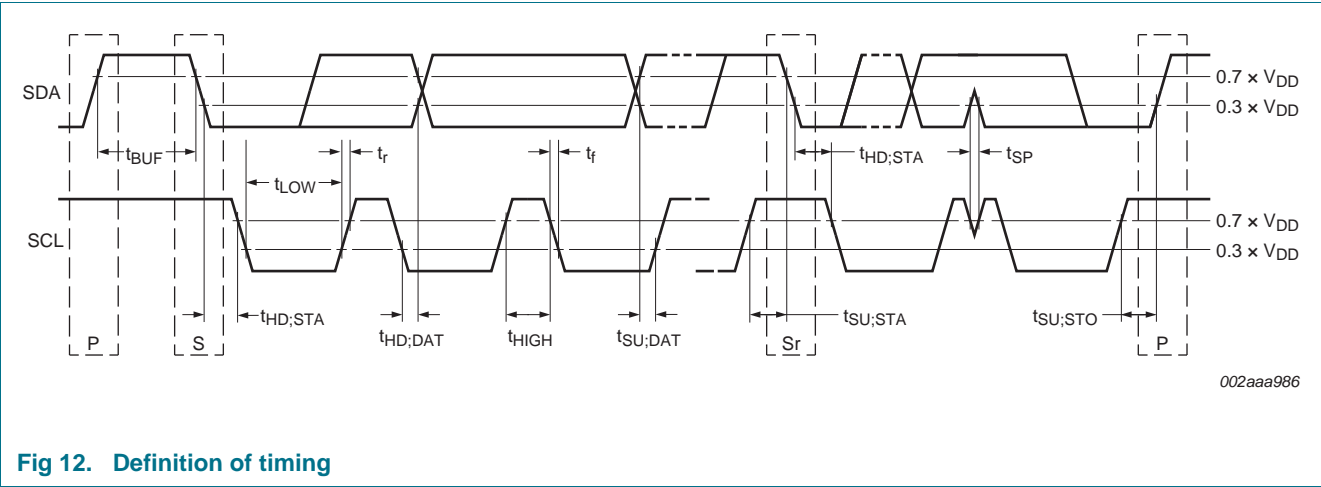 SDA
0.7 × VDD
0.3 × VDD
tBUF
tr
tf
tHD;STA
tSP
tLOW
SCL
0.7 × VDD
0.3 × VDD
tHD;STA
tHD;DAT
tHIGH
tSU;DAT
tSU;STA
tSU;STO
P
S
Sr
P
002aaa986
Fig 12. Definition of timing